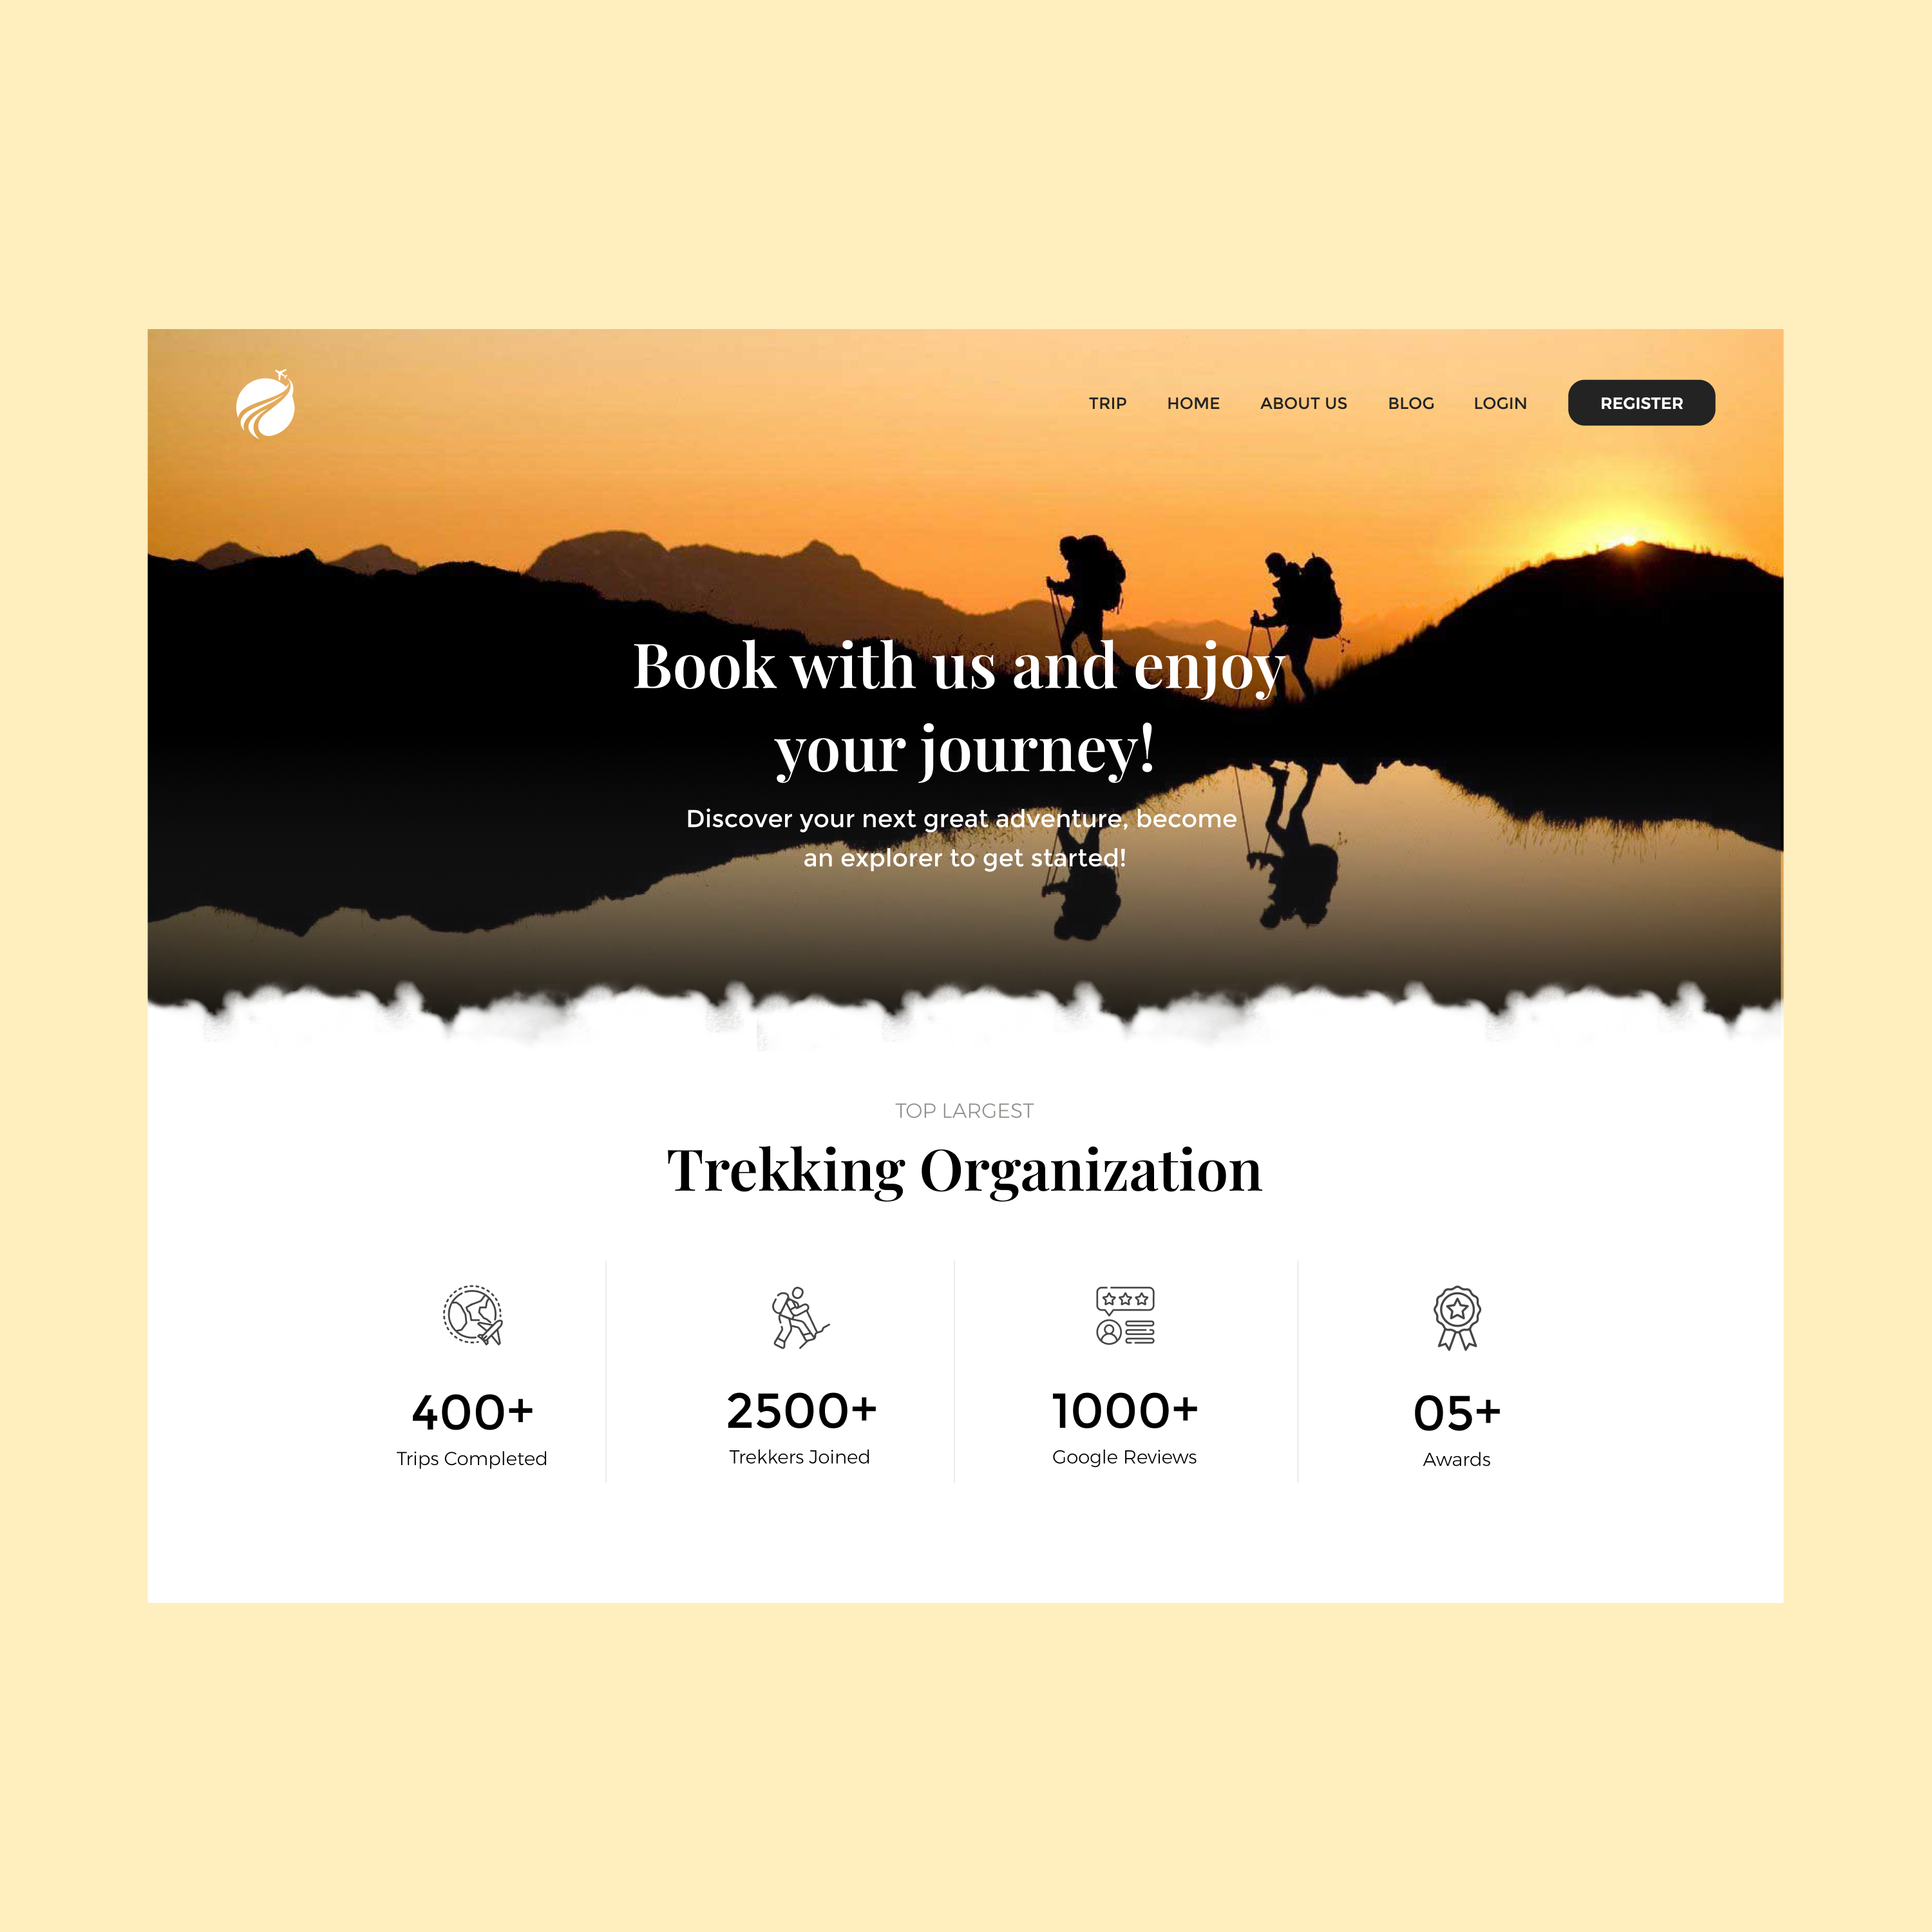 TRIP HOME ABOUT US BLOG LOGIN REGISTER
Book with us and enjoy
your journey!
Discover your next great adventure, become
an explorer to get started!
TOP LARGEST
Trekking Organization
400+ 2500+ 1000+ 05+
Trips Completed Trekkers Joined Google Reviews Awards